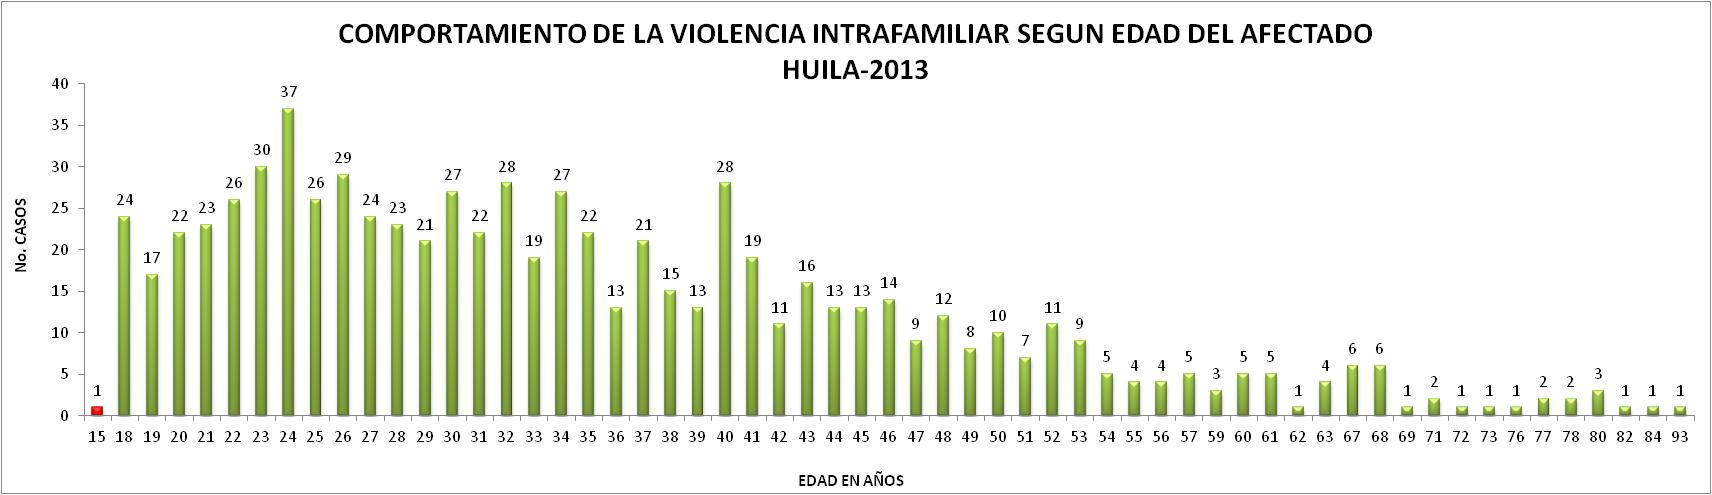 COMPORTAMIENTO DE LA VIOLENCIA INTRAFAMILIAR SEGUN EDAD DEL AFECTADO
HUILA-2013
No. CASOS
40
35
30
25
20
15
10
5
0
1 24 17 22 23 26 30 37 26 29 24 23 21 27 22 28 19 27 22 13 21 15 13 28 19 11 16 13 13 14 9 12 8 10 7 11 9 5 4 4 5 3 5 5 1 4 6 6 1 2 1 1 1 2 2 3 1 1 1
15 18 19 20 21 22 23 24 25 26 27 28 29 30 31 32 33 34 35 36 37 38 39 40 41 42 43 44 45 46 47 48 49 50 51 52 53 54 55 56 57 59 60 61 62 63 67 68 69 71 72 73 76 77 78 80 82 84 93
EDAD EN AÑOS